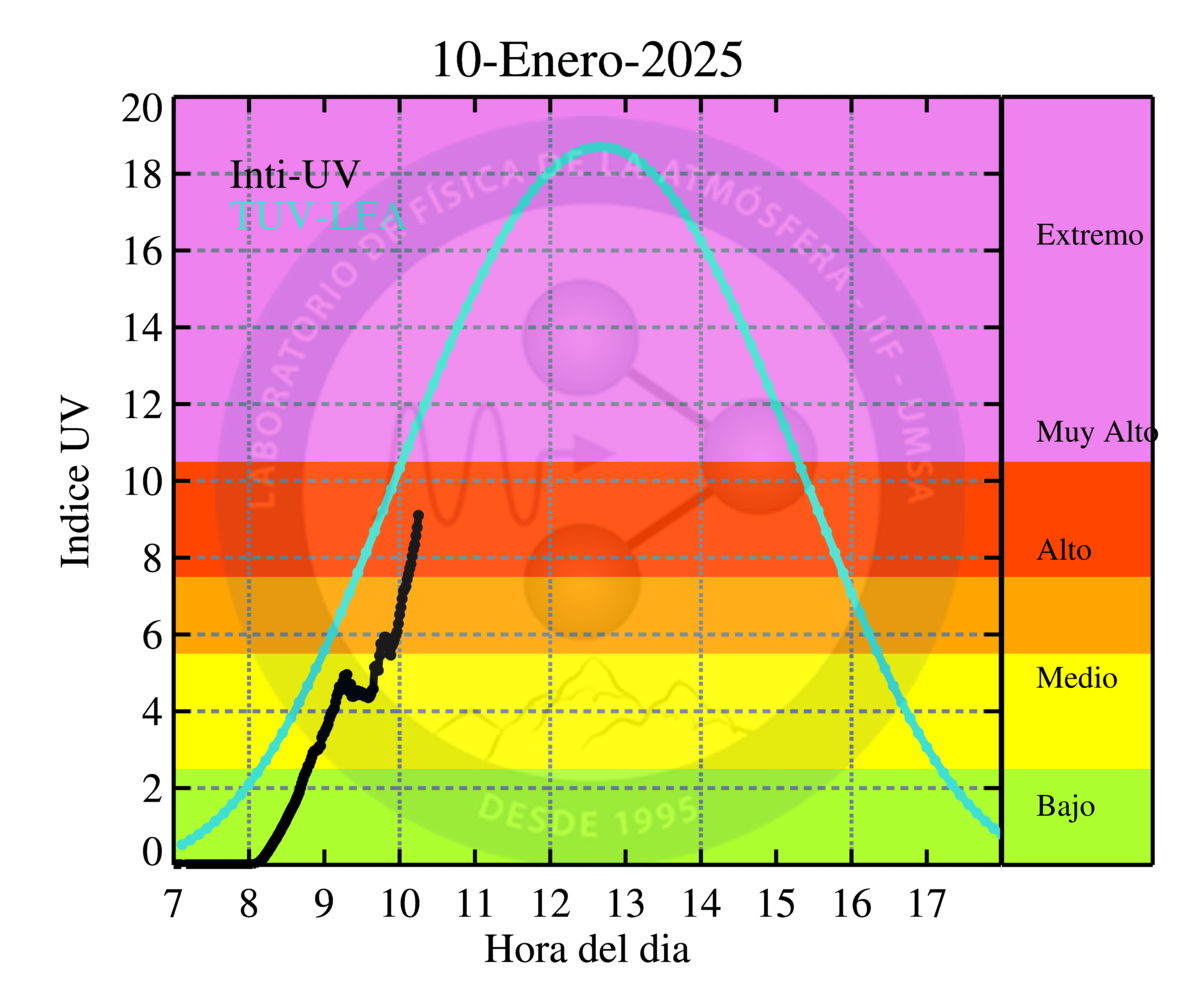 10-Enero-2025
Inti-UV
TUV-LFA
LABORATORIO DE FÍSICA DE LA ATMÓSFERA - IIF - UMSA
DESDE 1995
Indice UV
20
18
16
14
12
10
8
6
4
2
0
Extremo
Muy Alto
Alto
Medio
Bajo
7 8 9 10 11 12 13 14 15 16 17
Hora del dia